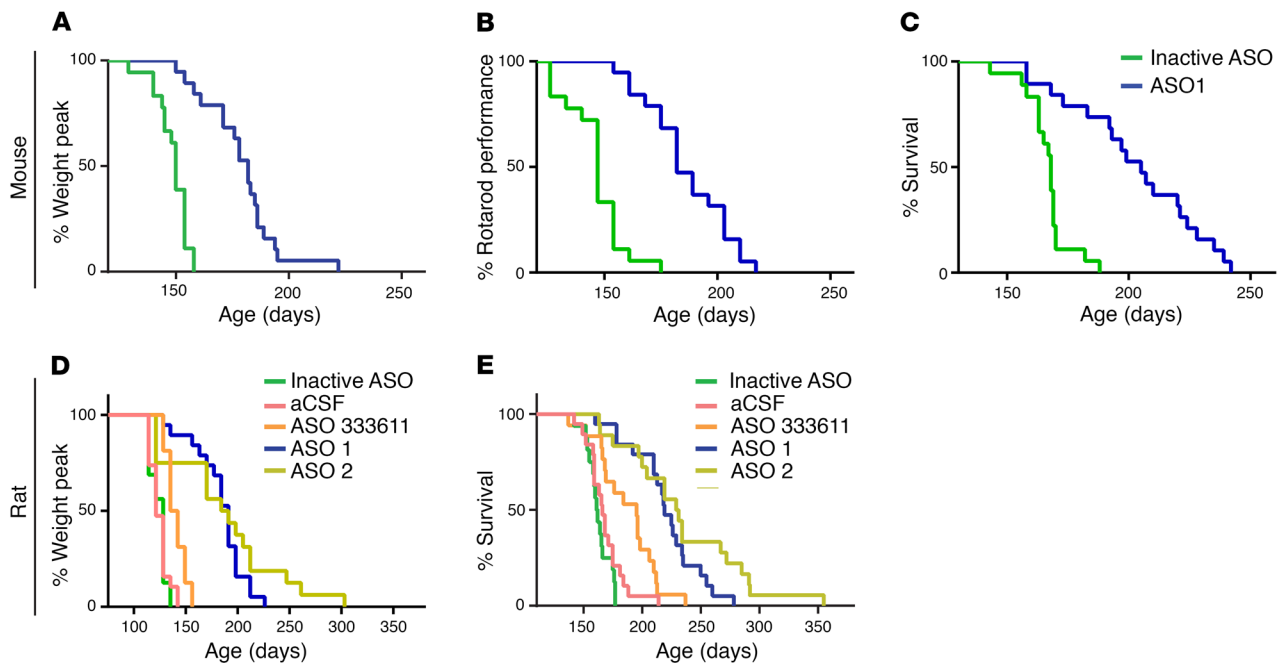 A
B
C
Mouse
% Weight peak
100
50
0
150
200
250
Age (days)
% Rotarod performance
100
50
0
150
200
250
Age (days)
% Survival
100
50
0
150
200
250
Age (days)
Inactive ASO
ASO1
D
E
Rat
% Weight peak
100
50
0
100
150
200
250
300
350
Age (days)
Inactive ASO
aCSF
ASO 333611
ASO 1
ASO 2
% Survival
100
50
0
150
200
250
300
350
Age (days)
Inactive ASO
aCSF
ASO 333611
ASO 1
ASO 2